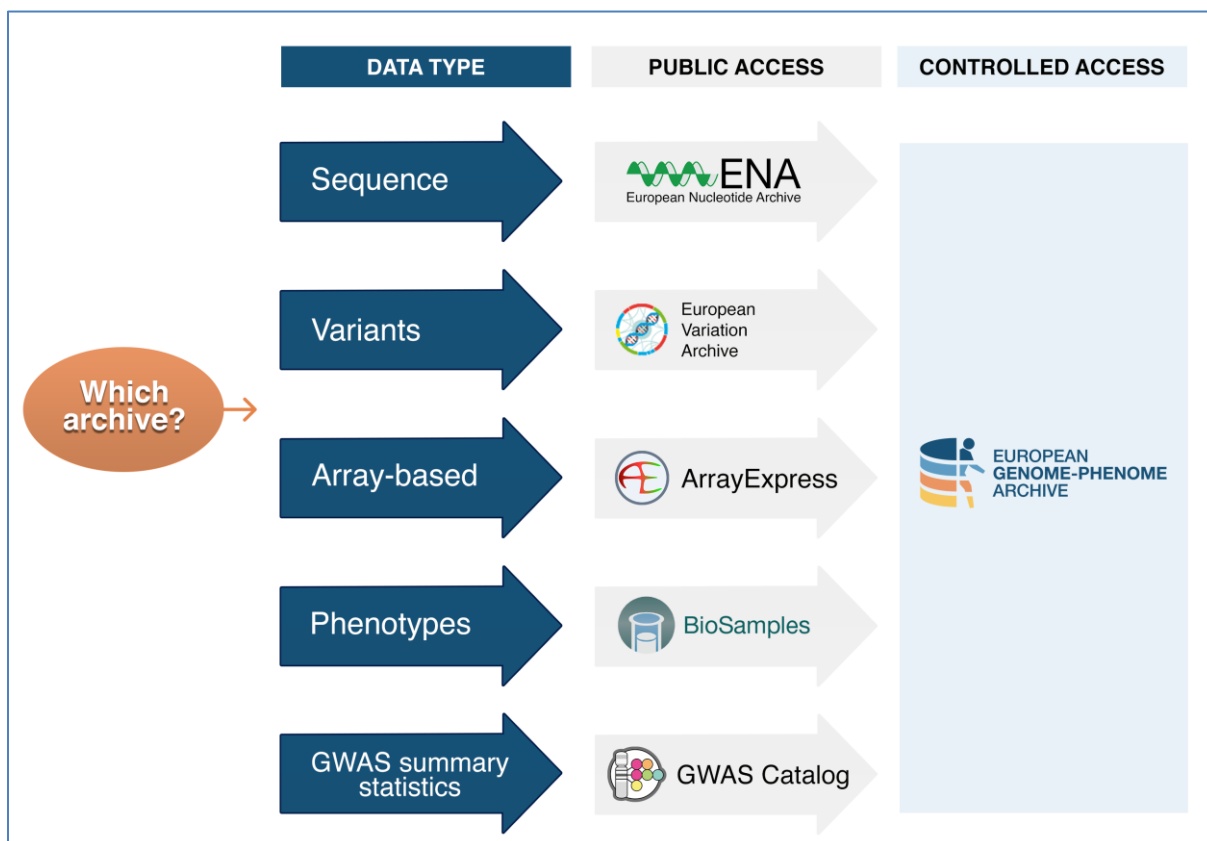 DATA TYPE
PUBLIC ACCESS
CONTROLLED ACCESS
Which
archive?
Sequence
ENA
European Nucleotide Archive
Variants
European
Variation
Archive
Array-based
ArrayExpress
Phenotypes
BioSamples
GWAS summary
statistics
GWAS Catalog
EUROPEAN
GENOME-PHENOME
ARCHIVE